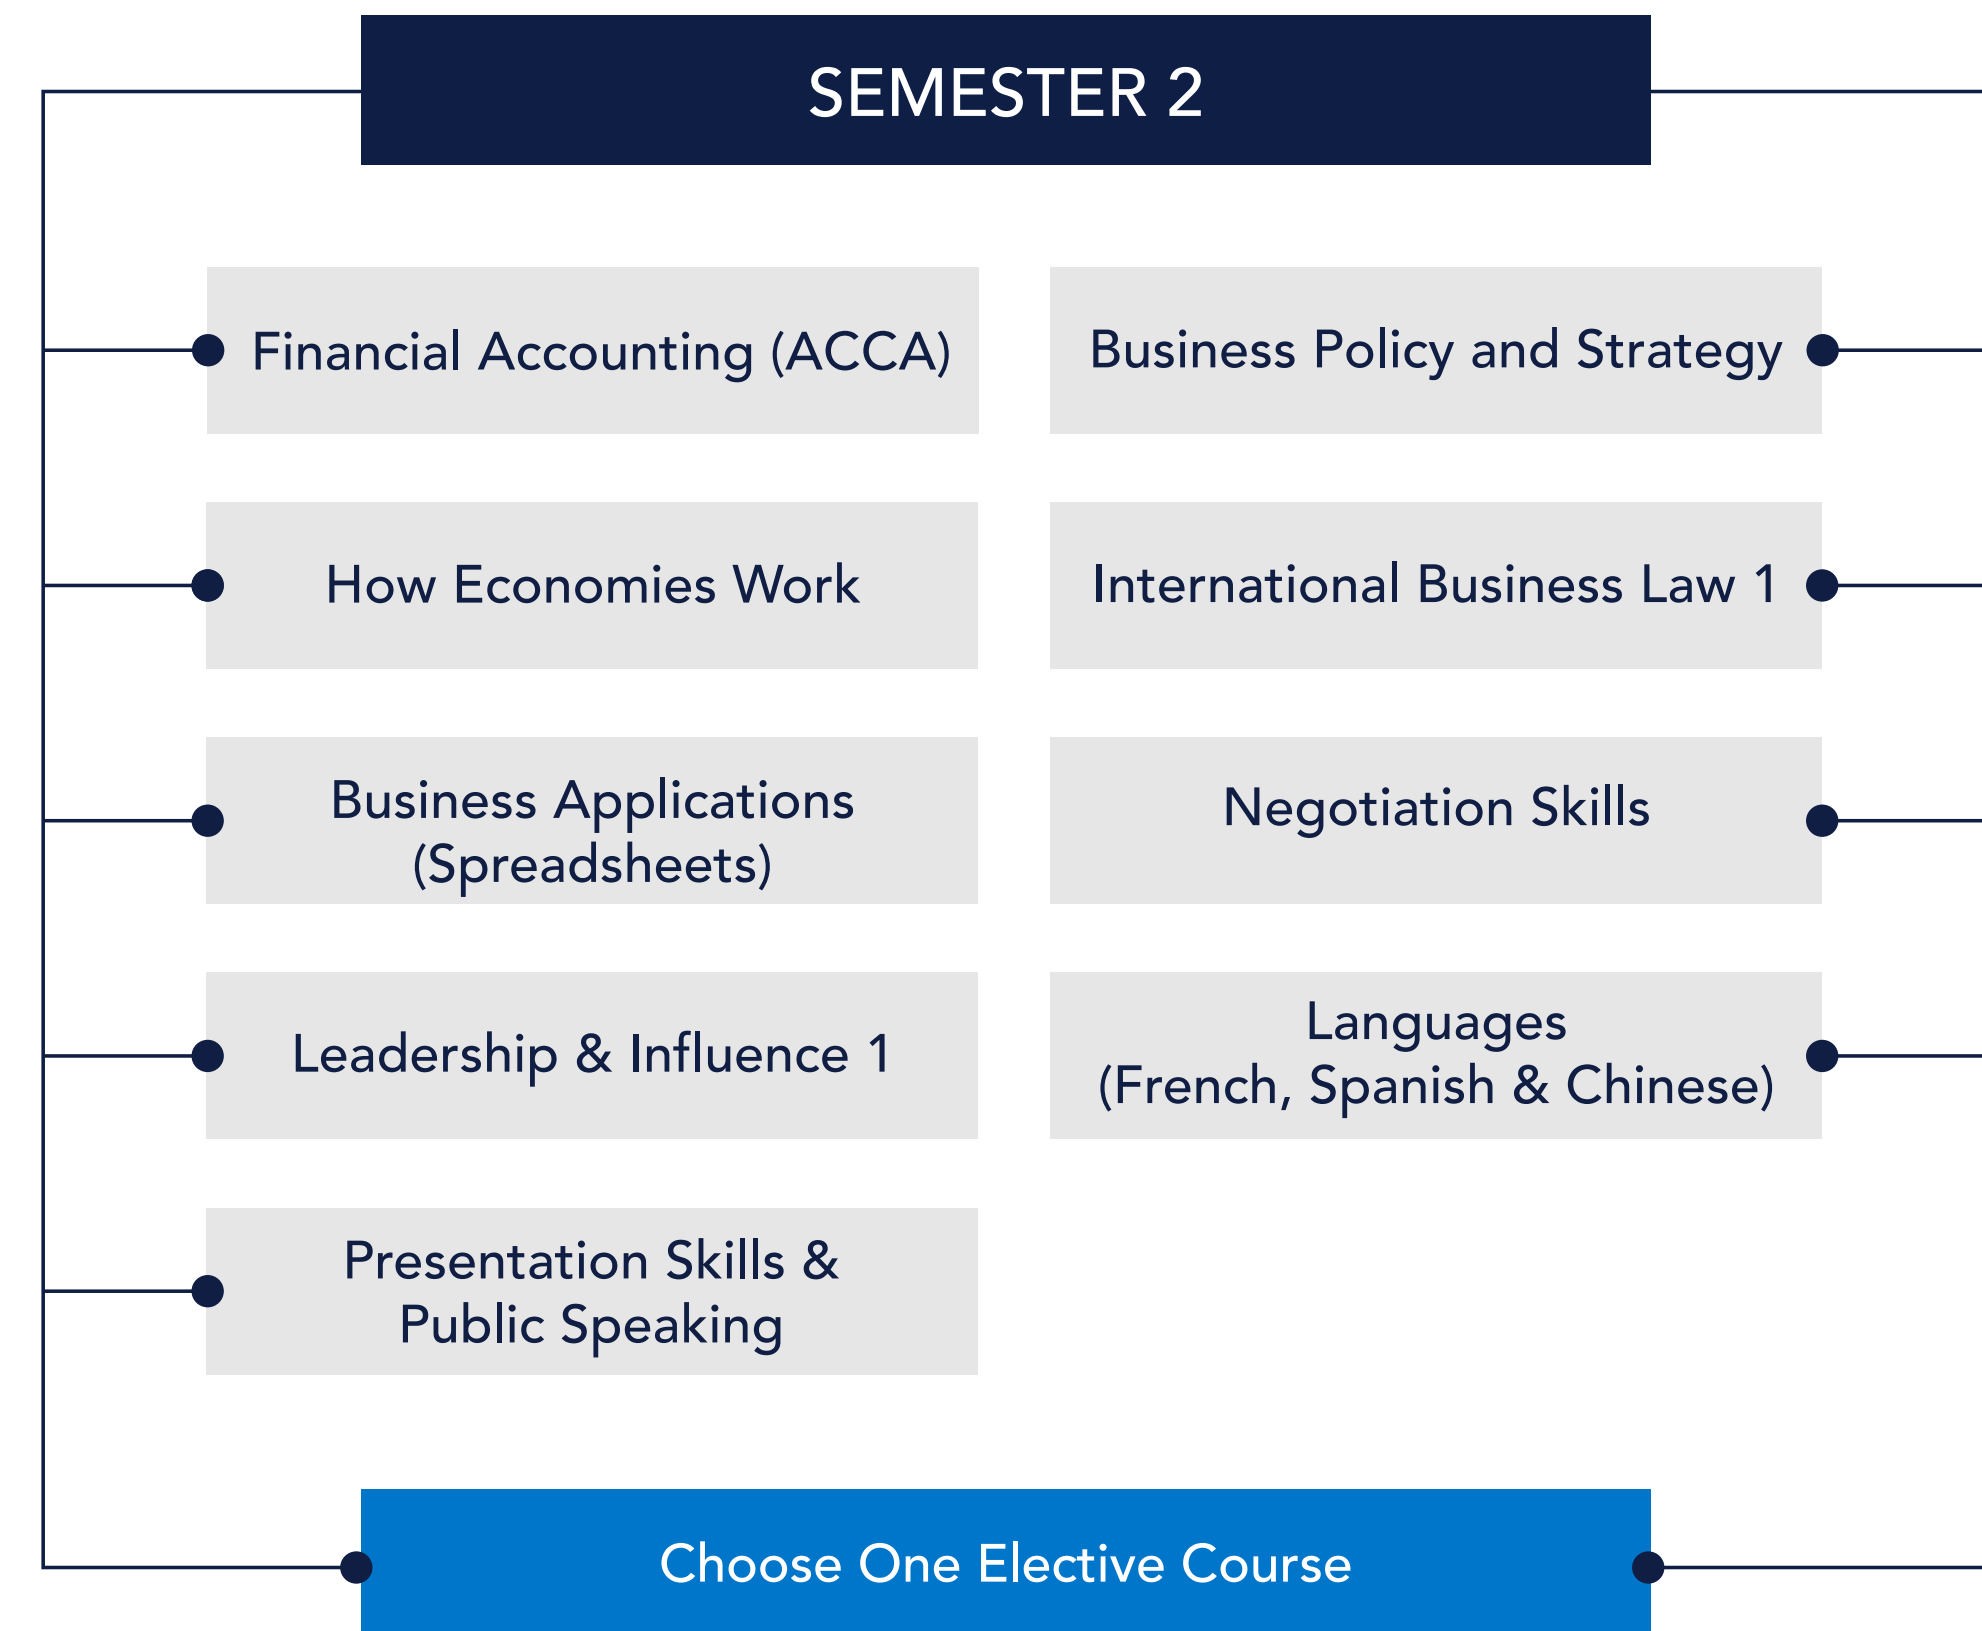 SEMESTER 2
Financial Accounting (ACCA)
Business Policy and Strategy
How Economies Work
International Business Law 1
Business Applications
(Spreadsheets)
Negotiation Skills
Leadership & Influence 1
Languages
(French, Spanish & Chinese)
Presentation Skills &
Public Speaking
Choose One Elective Course